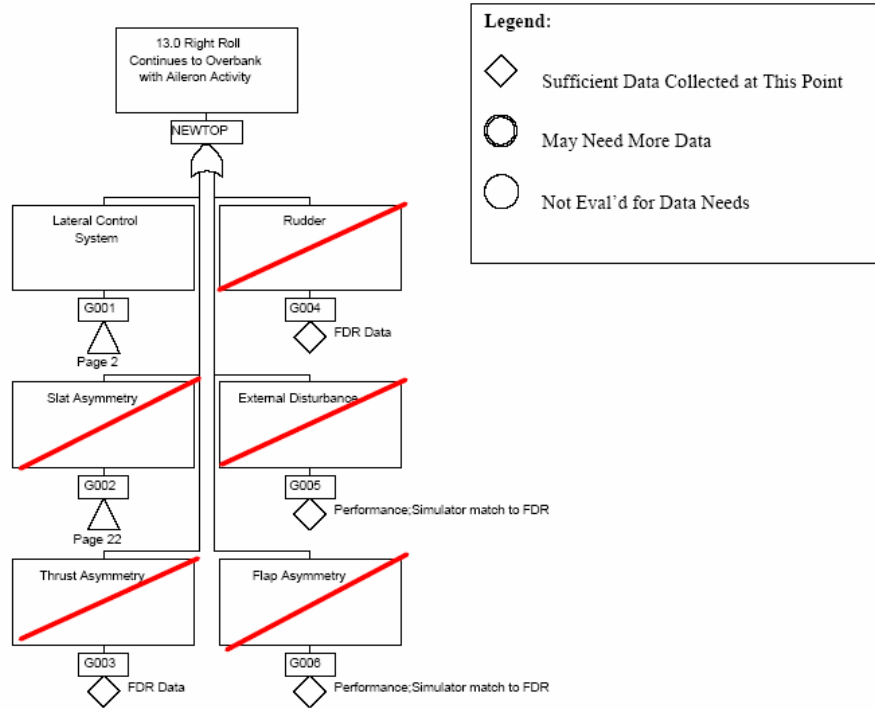 13.0 Right Roll
Continues to Overbank
with Aileron Activity
NEWTOP
Lateral Control
System
G001
Page 2
Rudder
G004
FDR Data
Slat Asymmetry
G002
Page 22
External Disturbance
G005
Performance;Simulator match to FDR
Thrust Asymmetry
G003
FDR Data
Flap Asymmetry
G006
Performance;Simulator match to FDR
Legend:
Sufficient Data Collected at This Point
May Need More Data
Not Eval’d for Data Needs